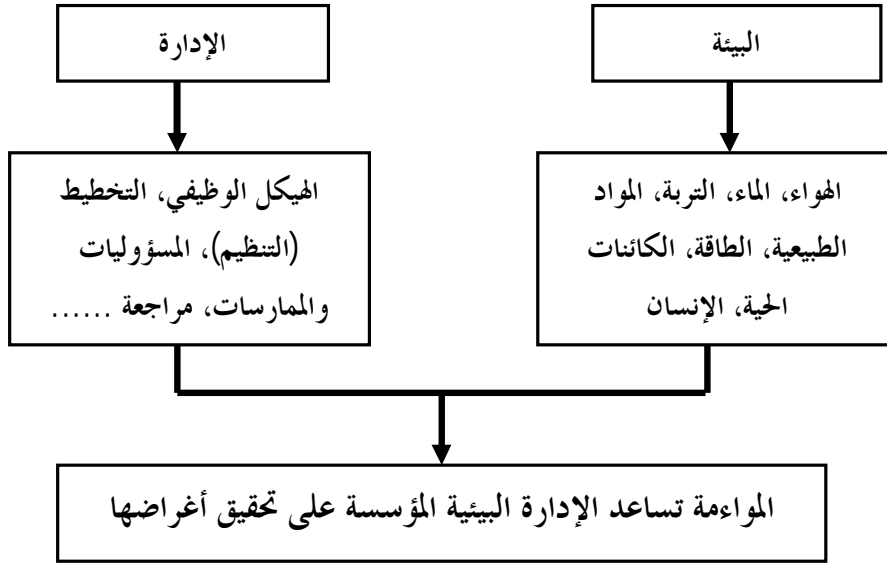 البيئة
الإدارة
الهواء، الماء، التربة، المواد
الطبيعية، الطاقة، الكائنات
الحية، الإنسان
الهيكل الوظيفي، التخطيط
(التنظيم)، المسؤوليات
والممارسات، مراجعة ......
المواءمة تساعد الإدارة البيئية المؤسسة على تحقيق أغراضها